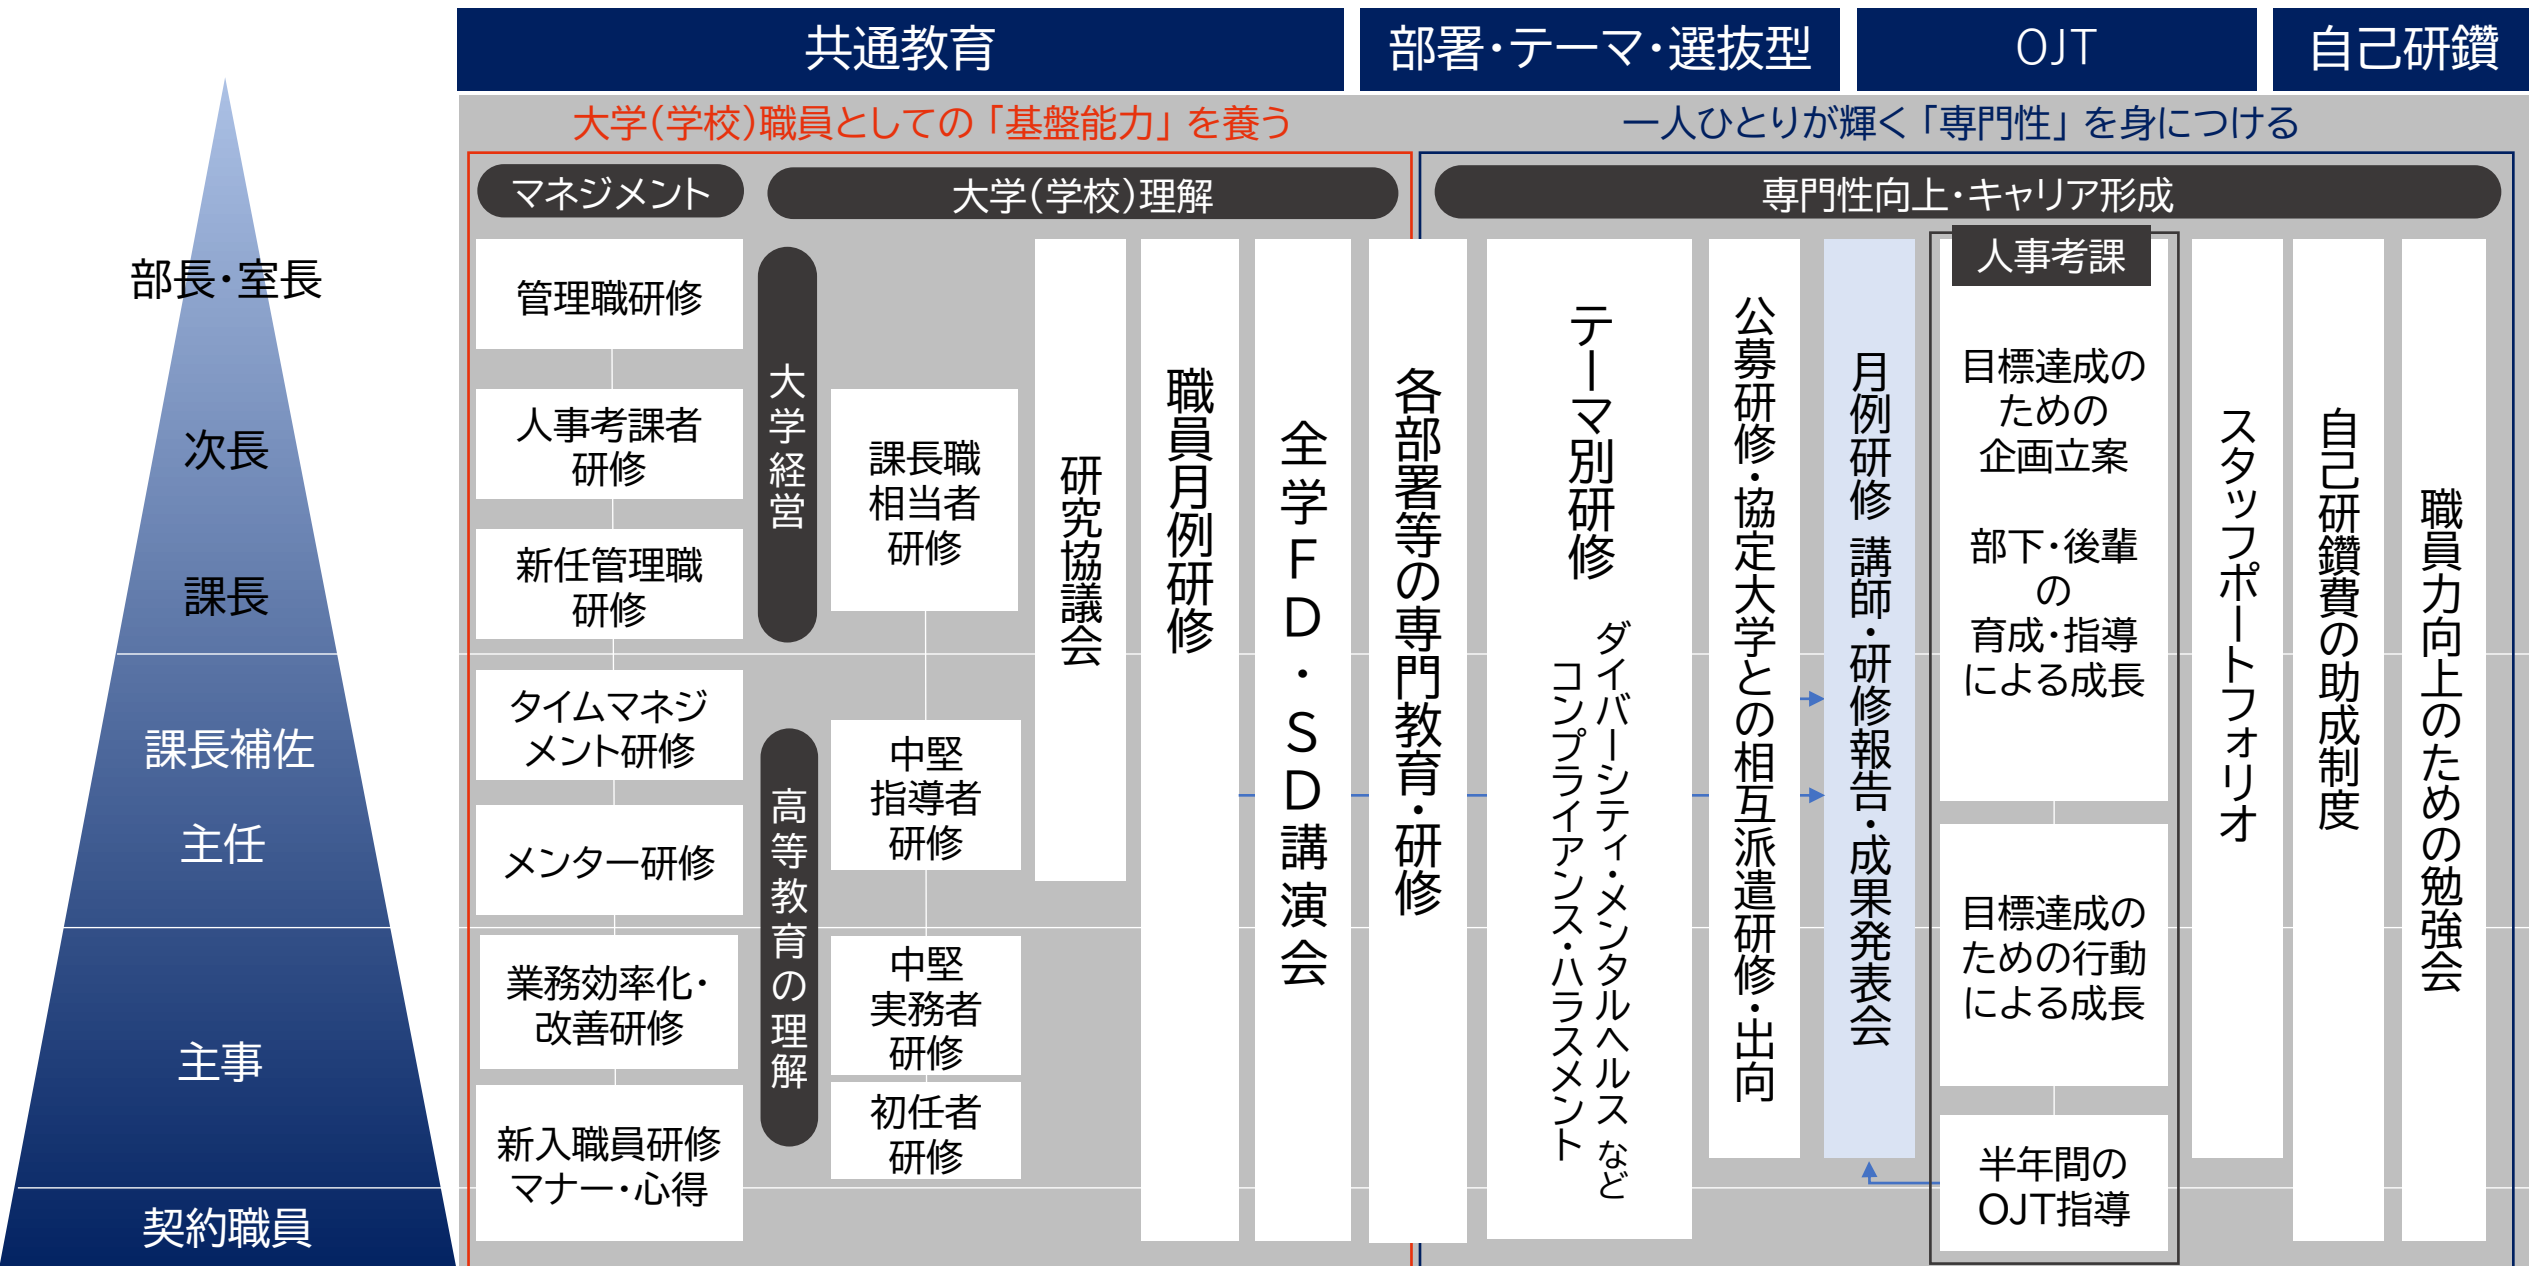 共通教育
部署・テーマ・選抜型
OJT
自己研鑽
大学(学校)職員としての「基盤能力」を養う
一人ひとりが輝く「専門性」を身につける
マネジメント
大学(学校)理解
専門性向上・キャリア形成
部長・室長
次長
課長
課長補佐
主任
主事
契約職員
管理職研修
人事考課者
研修
新任管理職
研修
タイムマネジ
メント研修
メンター研修
業務効率化・
改善研修
新入職員研修
マナー・心得
大学経営
高等教育の理解
課長職
相当者
研修
中堅
指導者
研修
中堅
実務者
研修
初任者
研修
研究協議会
職員月例研修
全学FD・SD講演会
各部署等の専門教育・研修
テーマ別研修
ダイバーシティ・メンタルヘルス など
コンプライアンス・ハラスメント
公募研修・協定大学との相互派遣研修・出向
月例研修 講師・研修報告・成果発表会
人事考課
目標達成の
ための
企画立案
部下・後輩
の
育成・指導
による成長
目標達成の
ための行動
による成長
半年間の
OJT指導
スタッフポートフォリオ
自己研鑽費の助成制度
職員力向上のための勉強会